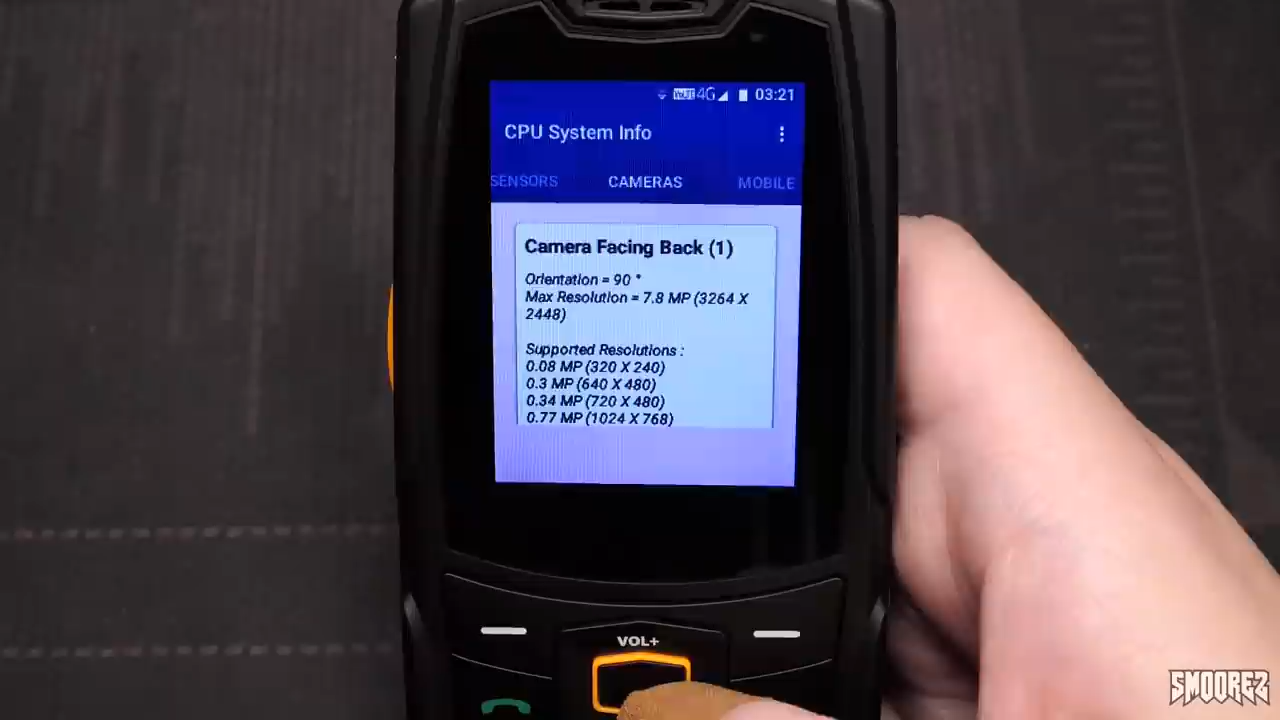 VoLTE 4G 03:21
CPU System Info
SENSORS CAMERAS MOBILE
Camera Facing Back (1)
Orientation = 90 °
Max Resolution = 7.8 MP (3264 X
2448)
Supported Resolutions :
0.08 MP (320 X 240)
0.3 MP (640 X 480)
0.34 MP (720 X 480)
0.77 MP (1024 X 768)
VOL+
SMOOREZ